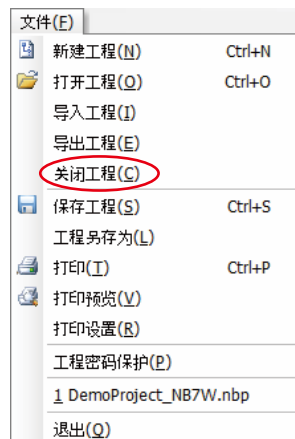 文件(F)
新建工程(N) Ctrl+N
打开工程(O) Ctrl+O
导入工程(I)
导出工程(E)
关闭工程(C)
保存工程(S) Ctrl+S
工程另存为(L)
打印(T) Ctrl+P
打印预览(V)
打印设置(R)
工程密码保护(P)
1 DemoProject_NB7W.nbp
退出(Q)